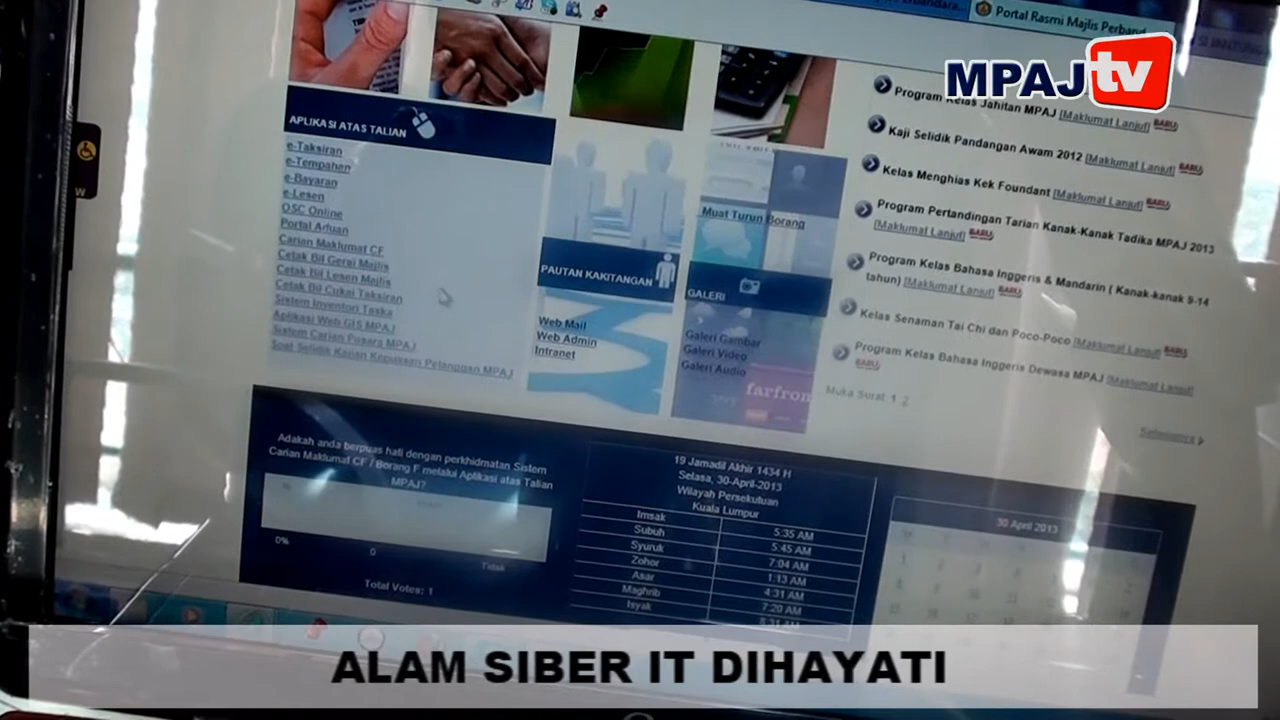 Portal Rasmi Majlis Perband
MPAJ tv
APLIKASI ATAS TALIAN
e-Taksiran
e-Tempahan
e-Bayaran
e-Lesen
OSC Online
Portal Aduan
Carian Maklumat CF
Cetak Bil Gerai Majlis
Cetak Bil Lesen Majlis
Cetak Bil Cukai Taksiran
Sistem Inventori Taska
Aplikasi Web GIS MPAJ
Sistem Carian Pusara MPAJ
Soal Selidik Kajian Kepuasan Pelanggan MPAJ
PAUTAN KAKITANGAN
Web Mail
Web Admin
Intranet
Muat Turun Borang
GALERI
Galeri Gambar
Galeri Video
Galeri Audio
farfron
Program Kelas Jahitan MPAJ [Maklumat Lanjut] BARU
Kaji Selidik Pandangan Awam 2012 [Maklumat Lanjut] BARU
Kelas Menghias Kek Foundant [Maklumat Lanjut] BARU
Program Pertandingan Tarian Kanak-Kanak Tadika MPAJ 2013
[Maklumat Lanjut] BARU
Program Kelas Bahasa Inggeris & Mandarin ( Kanak-kanak 9-14
tahun) [Maklumat Lanjut] BARU
Kelas Senaman Tai Chi dan Poco-Poco [Maklumat Lanjut] BARU
Program Kelas Bahasa Inggeris Dewasa MPAJ [Maklumat Lanjut]
BARU
Muka Surat: 1 2
Seterusnya
Adakah anda berpuas hati dengan perkhidmatan Sistem
Carian Maklumat CF / Borang F melalui Aplikasi atas Talian
MPAJ?
0% 0 Tidak
Total Votes: 1
19 Jamadil Akhir 1434 H
Selasa, 30-April-2013
Wilayah Persekutuan
Kuala Lumpur
Imsak 5:35 AM
Subuh 5:45 AM
Syuruk 7:04 AM
Zohor 1:13 AM
Asar 4:31 AM
Maghrib 7:20 AM
Isyak 8:31 AM
30 April 2013
ALAM SIBER IT DIHAYATI